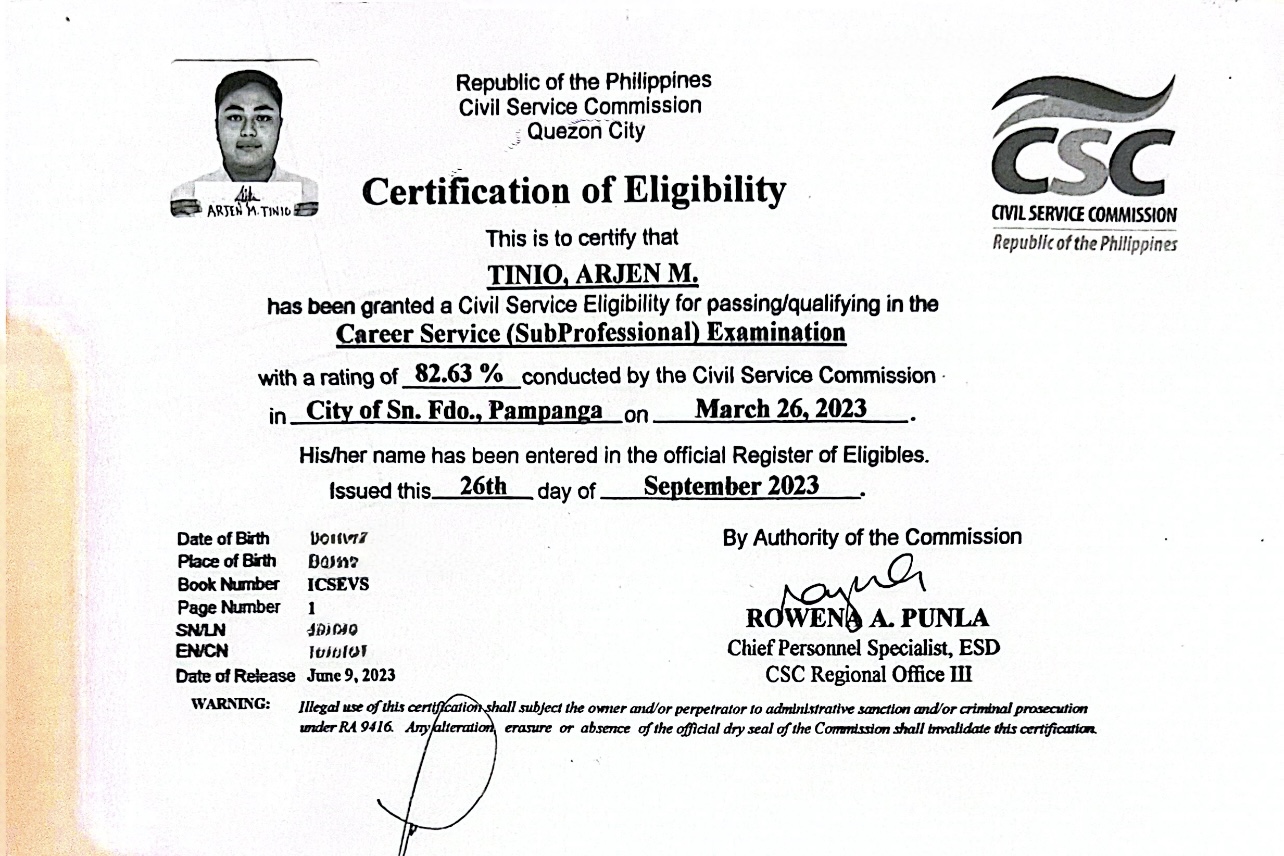 Republic of the Philippines
Civil Service Commission
Quezon City
CSC
CIVIL SERVICE COMMISSION
Republic of the Philippines
ARJEN M. TINIO
Certification of Eligibility
This is to certify that
TINIO, ARJEN M.
has been granted a Civil Service Eligibility for passing/qualifying in the
Career Service (SubProfessional) Examination
with a rating of 82.63 % conducted by the Civil Service Commission
in City of Sn. Fdo., Pampanga on March 26, 2023.
His/her name has been entered in the official Register of Eligibles.
Issued this 26th day of September 2023.
Date of Birth
Place of Birth
Book Number ICSEVS
Page Number 1
SN/LN
EN/CN
Date of Release June 9, 2023
By Authority of the Commission
ROWENA A. PUNLA
Chief Personnel Specialist, ESD
CSC Regional Office III
WARNING: Illegal use of this certification shall subject the owner and/or perpetrator to administrative sanction and/or criminal prosecution
under RA 9416. Any alteration, erasure or absence of the official dry seal of the Commission shall invalidate this certification.